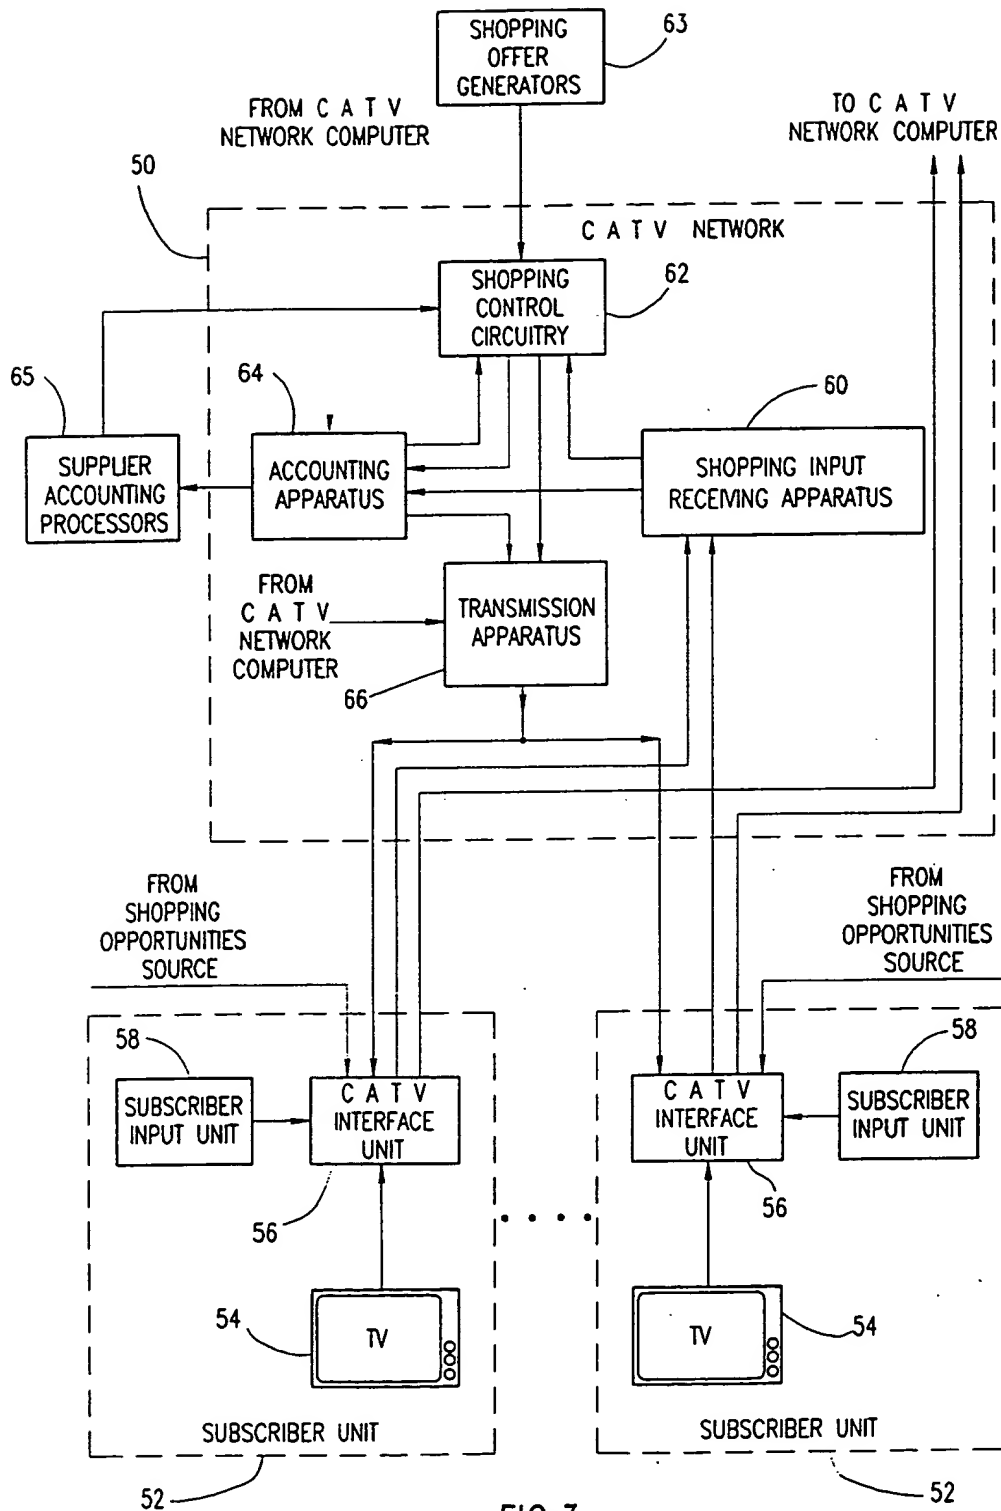 SHOPPING
OFFER
GENERATORS
63
FROM C A T V
NETWORK COMPUTER
TO C A T V
NETWORK COMPUTER
50
C A T V NETWORK
SHOPPING
CONTROL
CIRCUITRY
62
65
64
60
SUPPLIER
ACCOUNTING
PROCESSORS
ACCOUNTING
APPARATUS
SHOPPING INPUT
RECEIVING APPARATUS
FROM
C A T V
NETWORK
COMPUTER
TRANSMISSION
APPARATUS
66
FROM
SHOPPING
OPPORTUNITIES
SOURCE
FROM
SHOPPING
OPPORTUNITIES
SOURCE
58
SUBSCRIBER
INPUT UNIT
C A T V
INTERFACE
UNIT
56
C A T V
INTERFACE
UNIT
56
58
SUBSCRIBER
INPUT UNIT
54
TV
TV
54
SUBSCRIBER UNIT
SUBSCRIBER UNIT
52
52